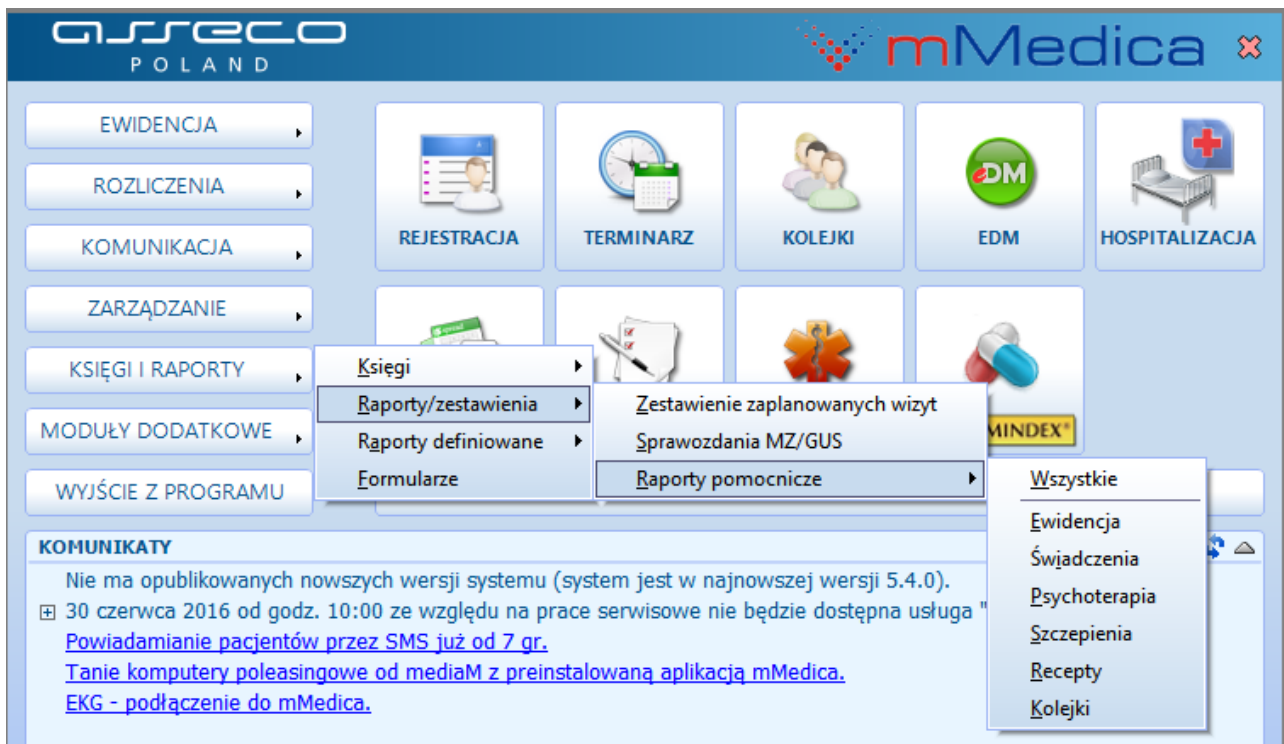 asseco
POLAND
mMedica
EWIDENCJA
ROZLICZENIA
KOMUNIKACJA
ZARZĄDZANIE
KSIĘGI I RAPORTY
MODUŁY DODATKOWE
WYJŚCIE Z PROGRAMU
REJESTRACJA
TERMINARZ
KOLEJKI
eDM
EDM
HOSPITALIZACJA
Księgi
Raporty/zestawienia
Raporty definiowane
Formularze
Zestawienie zaplanowanych wizyt
Sprawozdania MZ/GUS
Raporty pomocnicze
MINDEX®
Wszystkie
Ewidencja
Świadczenia
Psychoterapia
Szczepienia
Recepty
Kolejki
KOMUNIKATY
Nie ma opublikowanych nowszych wersji systemu (system jest w najnowszej wersji 5.4.0).
30 czerwca 2016 od godz. 10:00 ze względu na prace serwisowe nie będzie dostępna usługa "
Powiadamianie pacjentów przez SMS już od 7 gr.
Tanie komputery poleasingowe od mediaM z preinstalowaną aplikacją mMedica.
EKG - podłączenie do mMedica.